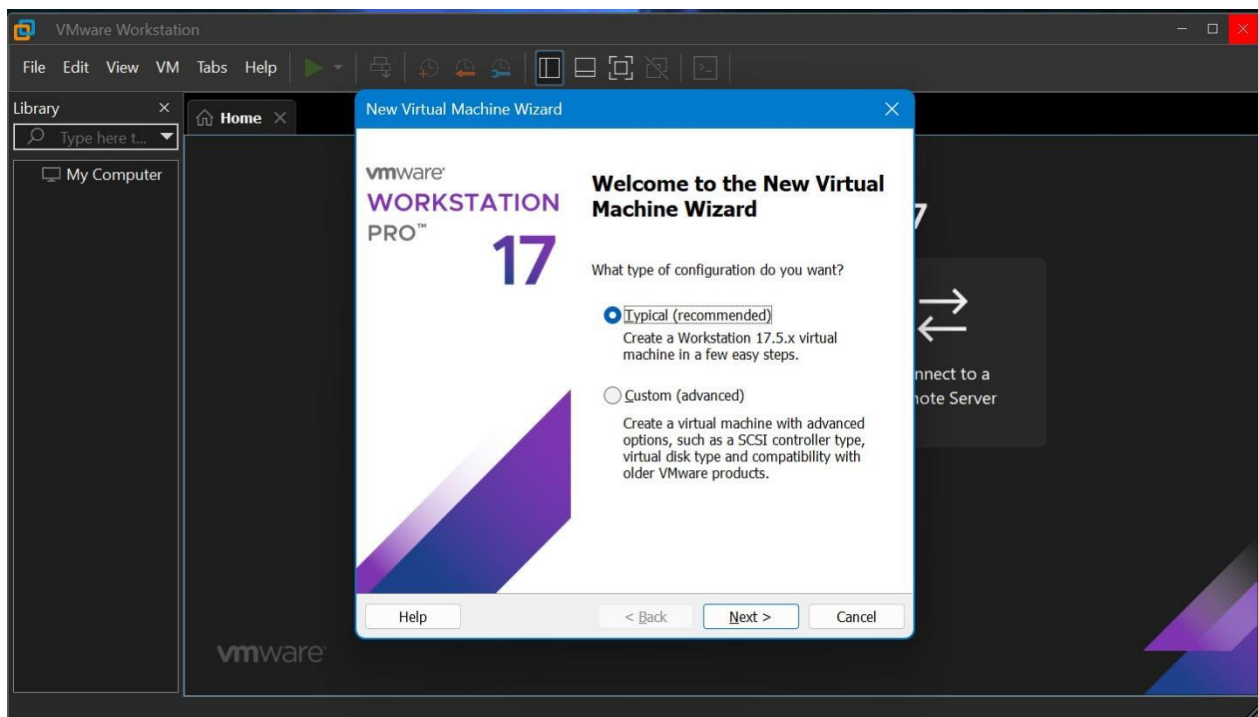 VMware Workstation
File Edit View VM Tabs Help
Library
Type here t...
My Computer
Home
New Virtual Machine Wizard
vmware
WORKSTATION
PRO™
17
Welcome to the New Virtual
Machine Wizard
What type of configuration do you want?
Typical (recommended)
Create a Workstation 17.5.x virtual
machine in a few easy steps.
Custom (advanced)
Create a virtual machine with advanced
options, such as a SCSI controller type,
virtual disk type and compatibility with
older VMware products.
Help
< Back
Next >
Cancel
7
nnect to a
note Server
vmware